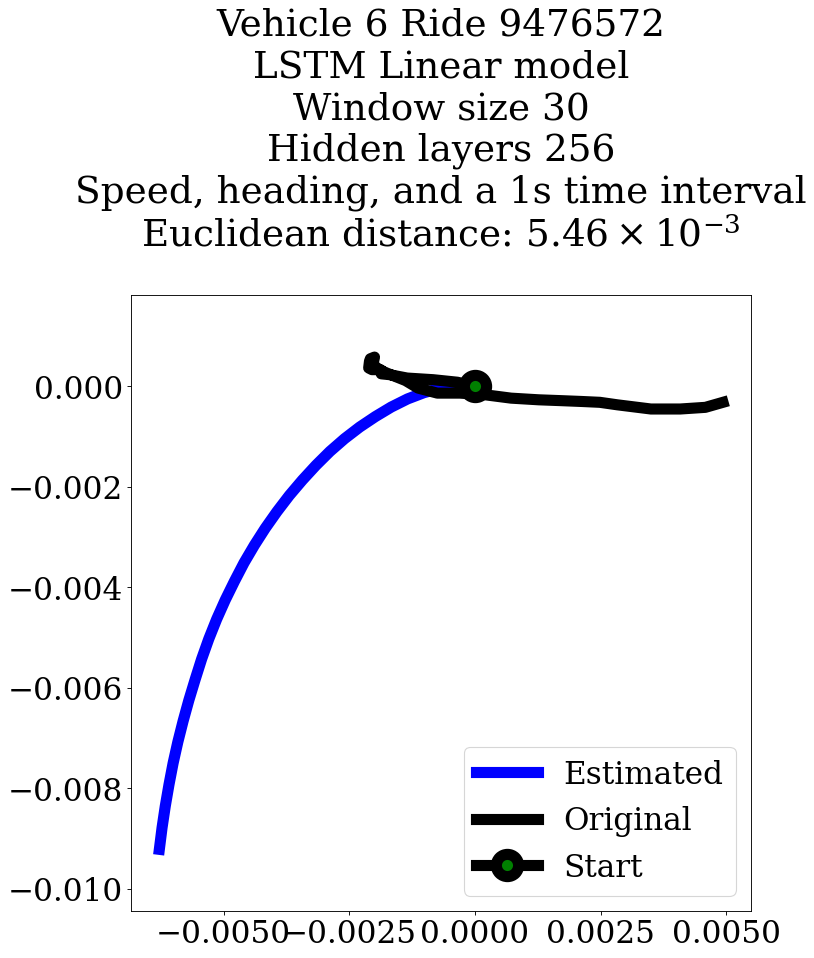 Vehicle 6 Ride 9476572
LSTM Linear model
Window size 30
Hidden layers 256
Speed, heading, and a 1s time interval
Euclidean distance: 5.46 × 10⁻³
0.000
−0.002
−0.004
−0.006
−0.008
−0.010
Estimated
Original
Start
−0.0050 −0.0025 0.0000 0.0025 0.0050